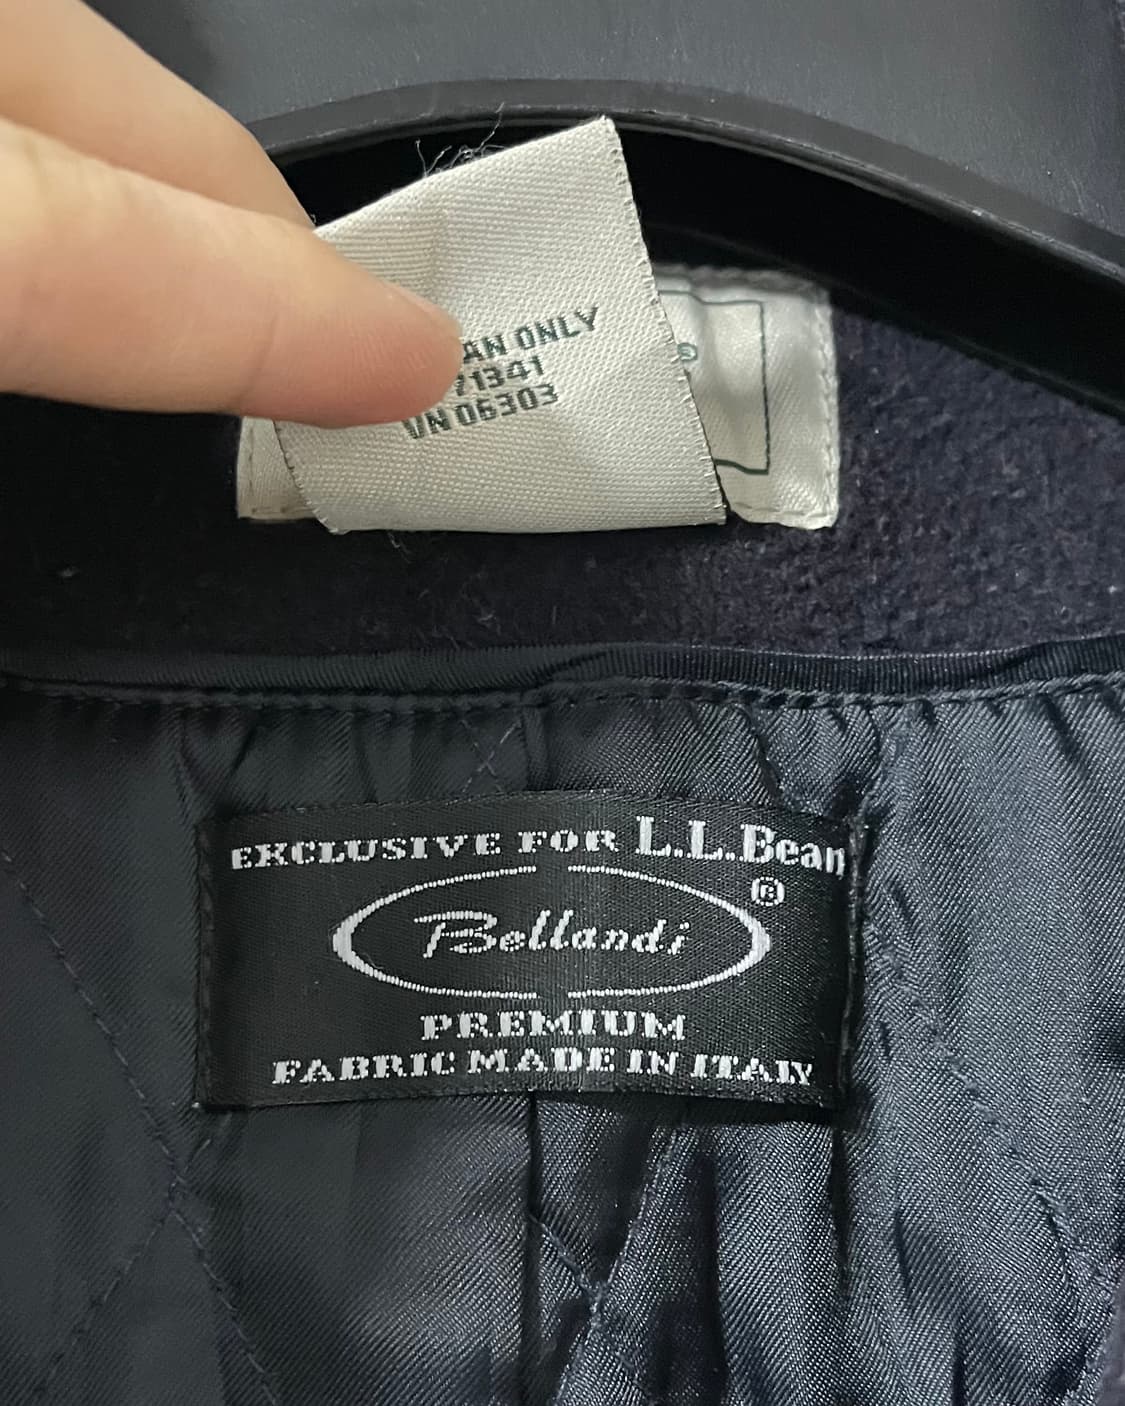 AN ONLY
71341
VN 06303
®
EXCLUSIVE FOR L.L.Bean
®
Bellandi
PREMIUM
FABRIC MADE IN ITALY